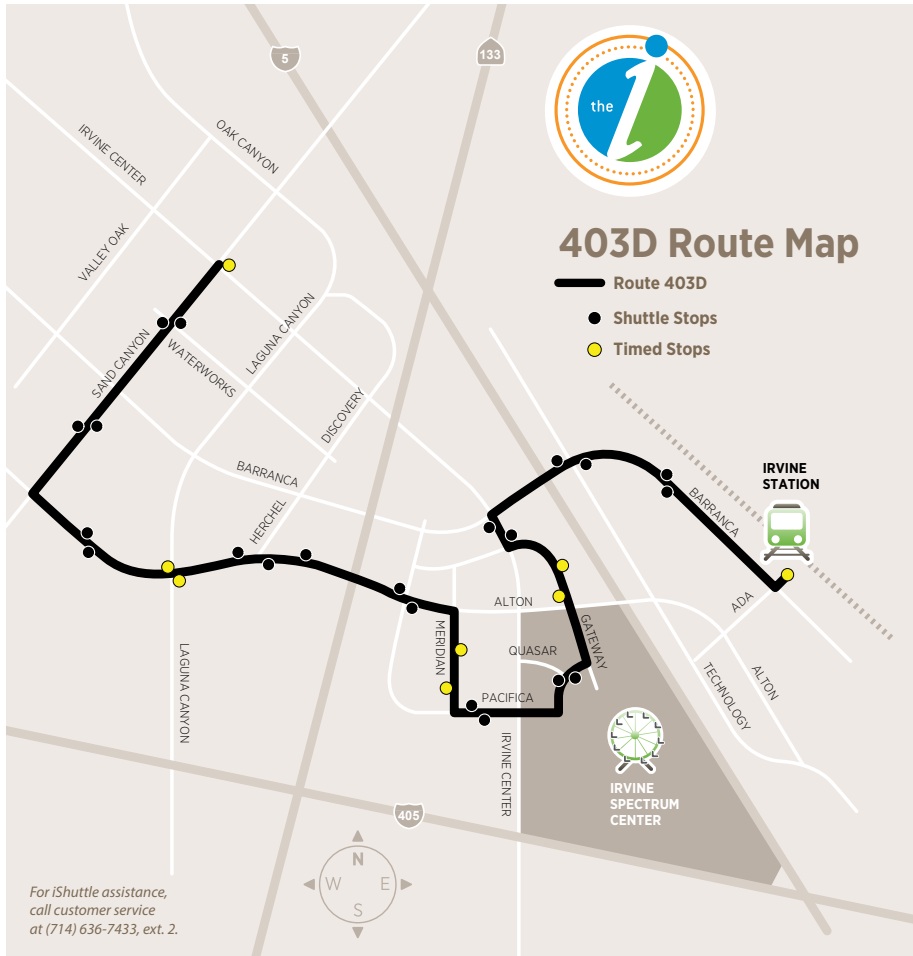 5
133
the
i
OAK CANYON
IRVINE CENTER
VALLEY OAK
403D Route Map
Route 403D
Shuttle Stops
Timed Stops
LAGUNA CANYON
SAND CANYON
WATERWORKS
DISCOVERY
BARRANCA
HERCHEL
IRVINE
STATION
BARRANCA
ADA
ALTON
MERIDIAN
QUASAR
GATEWAY
PACIFICA
LAGUNA CANYON
IRVINE CENTER
TECHNOLOGY
ALTON
IRVINE
SPECTRUM
CENTER
405
N
W E
S
For iShuttle assistance,
call customer service
at (714) 636-7433, ext. 2.